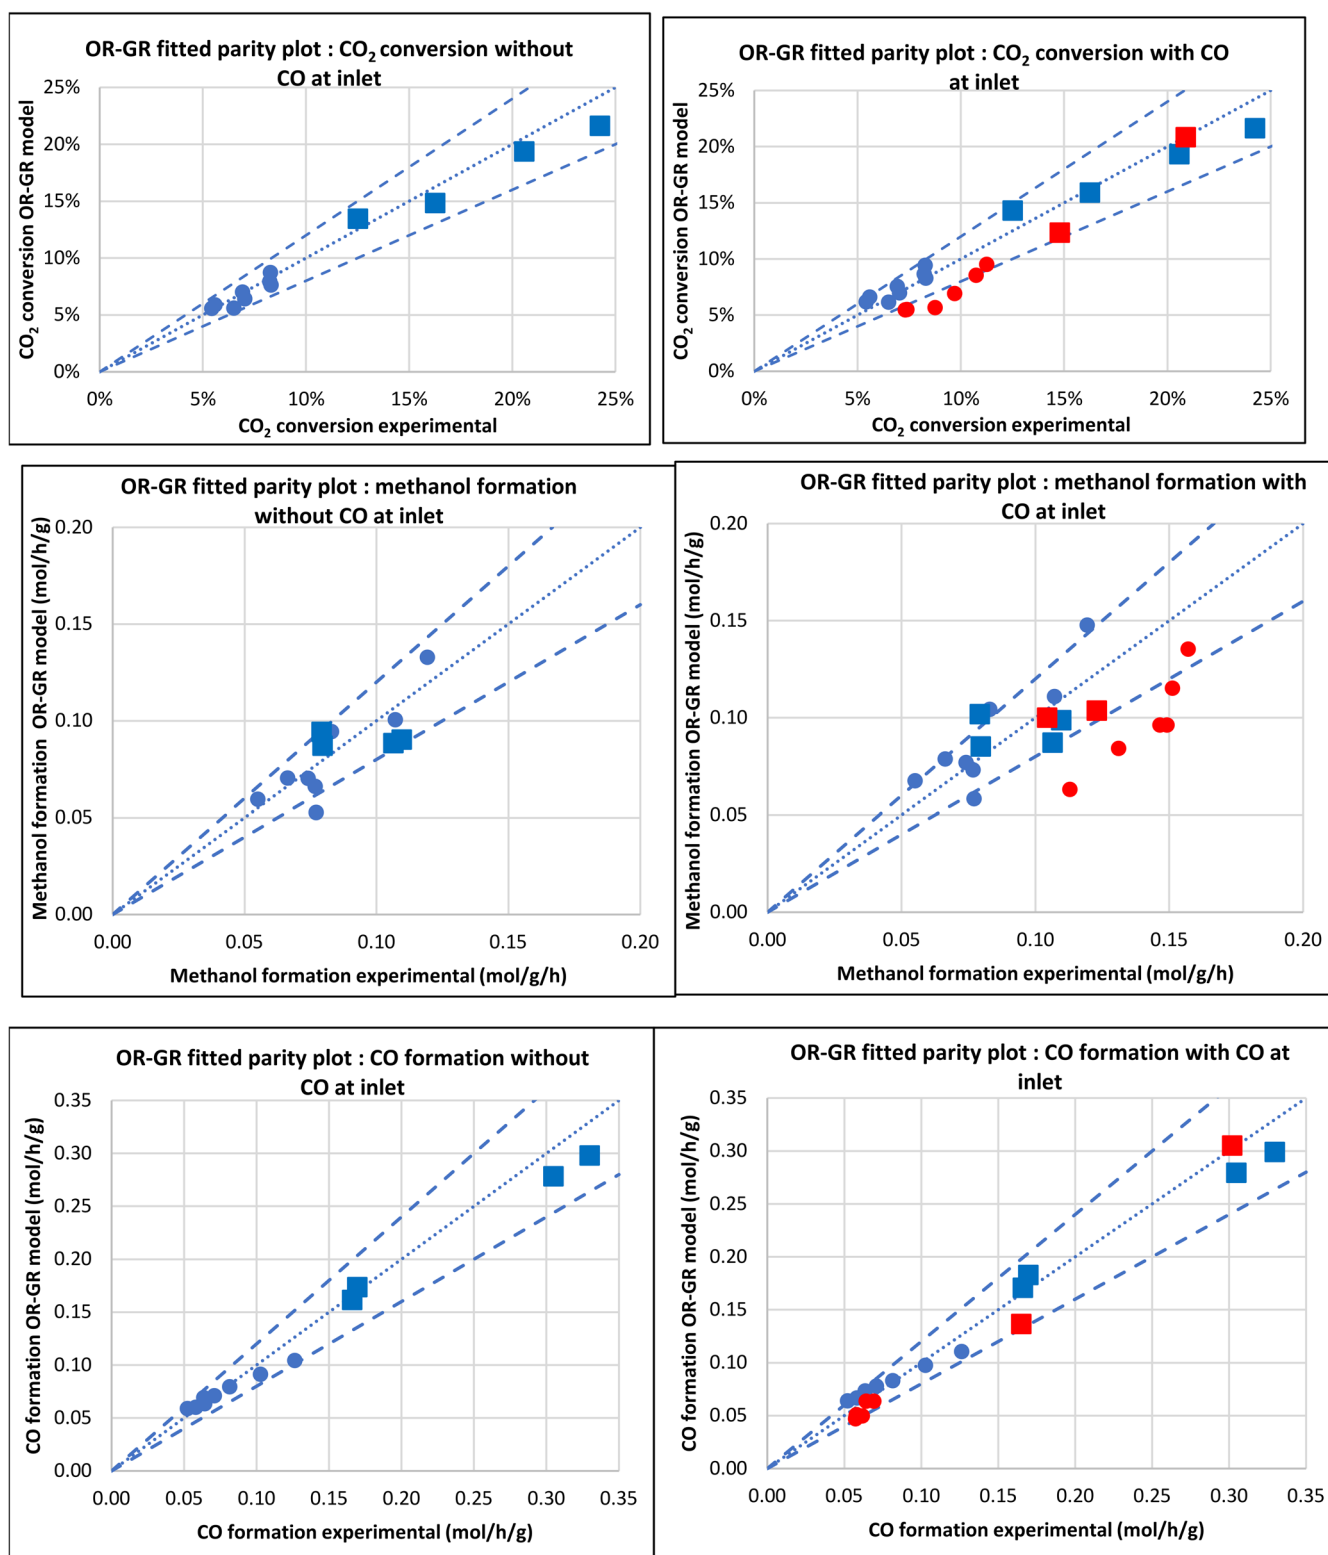 OR-GR fitted parity plot : CO₂ conversion without
CO at inlet
CO₂ conversion OR-GR model
25%
20%
15%
10%
5%
0%
0% 5% 10% 15% 20% 25%
CO₂ conversion experimental
OR-GR fitted parity plot : CO₂ conversion with CO
at inlet
CO₂ conversion OR-GR model
25%
20%
15%
10%
5%
0%
0% 5% 10% 15% 20% 25%
CO₂ conversion experimental
OR-GR fitted parity plot : methanol formation
without CO at inlet
Methanol formation OR-GR model (mol/h/g)
0.20
0.15
0.10
0.05
0.00
0.00 0.05 0.10 0.15 0.20
Methanol formation experimental (mol/g/h)
OR-GR fitted parity plot : methanol formation with
CO at inlet
Methanol formation OR-GR model (mol/h/g)
0.20
0.15
0.10
0.05
0.00
0.00 0.05 0.10 0.15 0.20
Methanol formation experimental (mol/g/h)
OR-GR fitted parity plot : CO formation without
CO at inlet
CO formation OR-GR model (mol/h/g)
0.35
0.30
0.25
0.20
0.15
0.10
0.05
0.00
0.00 0.05 0.10 0.15 0.20 0.25 0.30 0.35
CO formation experimental (mol/h/g)
OR-GR fitted parity plot : CO formation with CO at
inlet
CO formation OR-GR model (mol/h/g)
0.35
0.30
0.25
0.20
0.15
0.10
0.05
0.00
0.00 0.05 0.10 0.15 0.20 0.25 0.30 0.35
CO formation experimental (mol/h/g)